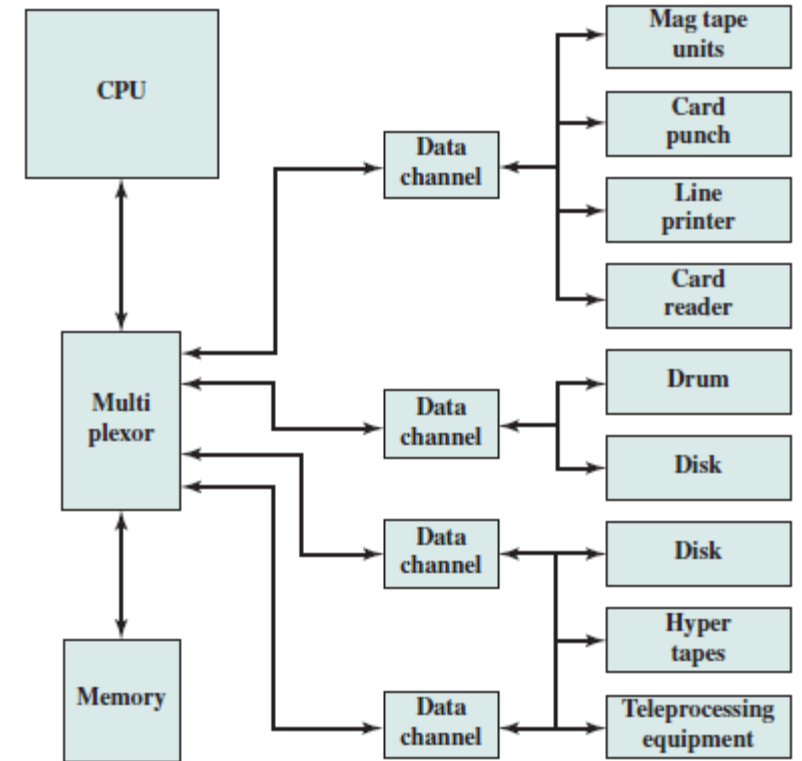 CPU
Multi
plexor
Memory
Data
channel
Data
channel
Data
channel
Data
channel
Mag tape
units
Card
punch
Line
printer
Card
reader
Drum
Disk
Disk
Hyper
tapes
Teleprocessing
equipment